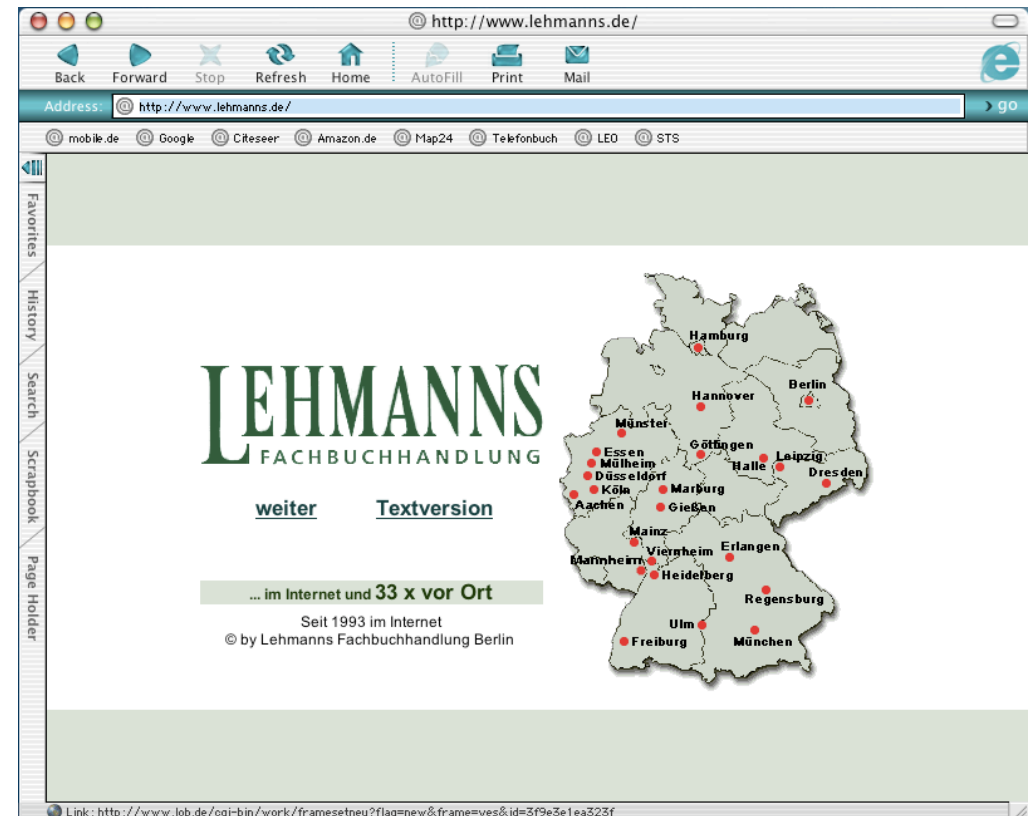 http://www.lehmanns.de/
Back Forward Stop Refresh Home AutoFill Print Mail
Address: http://www.lehmanns.de/ go
mobile.de Google Citeseer Amazon.de Map24 Telefonbuch LEO STS
Favorites
History
Search
Scrapbook
Page Holder
LEHMANNS
FACHBUCHHANDLUNG
weiter Textversion
... im Internet und 33 x vor Ort
Seit 1993 im Internet
© by Lehmanns Fachbuchhandlung Berlin
Hamburg
Berlin
Hannover
Münster
Göttingen
Essen
Mülheim
Halle
Leipzig
Düsseldorf
Dresden
Köln
Marburg
Aachen
Gießen
Mainz
Viernheim
Erlangen
Mannheim
Heidelberg
Regensburg
Ulm
Freiburg
München
Link: http://www.lob.de/cgi-bin/work/framesetneu?flag=new&frame=yes&id=3f9e3e1ea323f